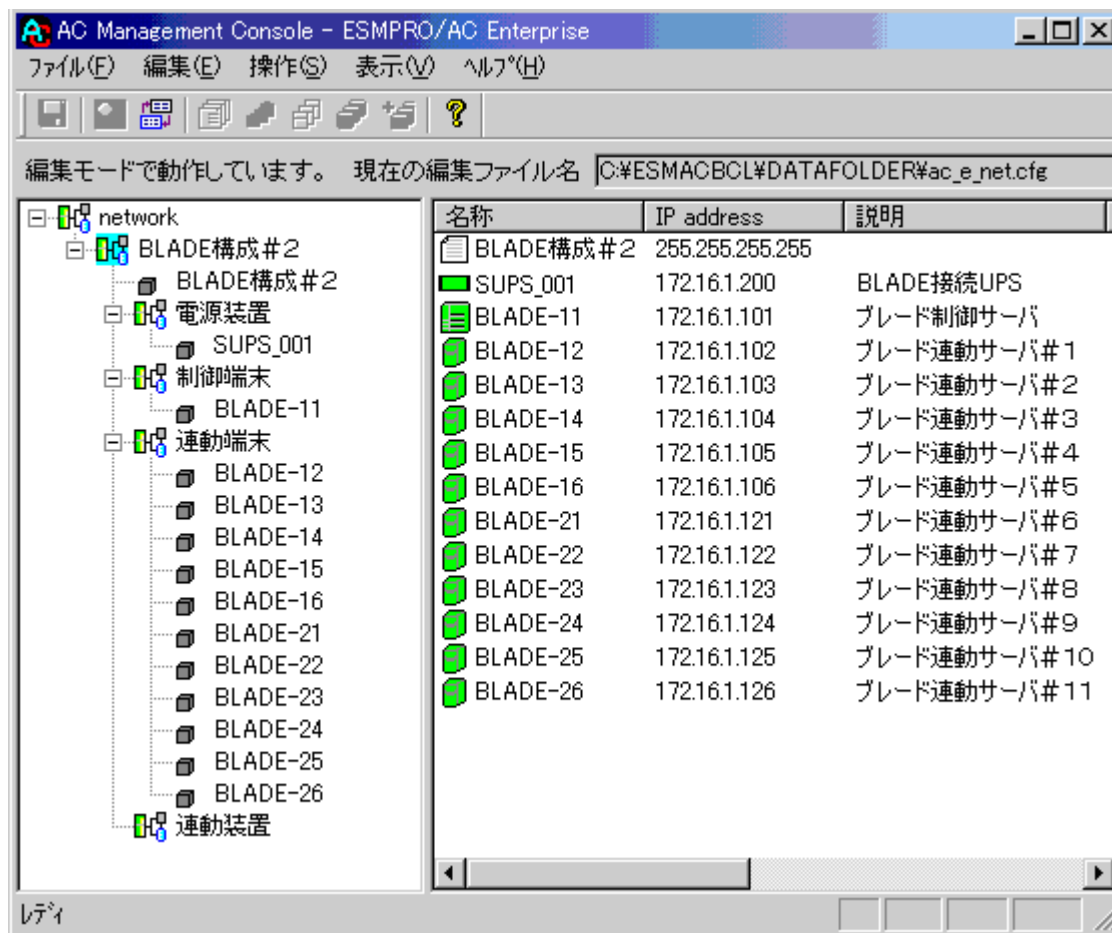 AC Management Console - ESMPRO/AC Enterprise
ファイル(F) 編集(E) 操作(S) 表示(V) ヘルプ(H)
編集モードで動作しています。 現在の編集ファイル名 C:¥ESMACBCL¥DATAFOLDER¥ac_e_net.cfg
network
BLADE構成#2
BLADE構成#2
電源装置
SUPS_001
制御端末
BLADE-11
連動端末
BLADE-12
BLADE-13
BLADE-14
BLADE-15
BLADE-16
BLADE-21
BLADE-22
BLADE-23
BLADE-24
BLADE-25
BLADE-26
連動装置
名称 IP address 説明
BLADE構成#2 255.255.255.255
SUPS_001 172.16.1.200 BLADE接続UPS
BLADE-11 172.16.1.101 ブレード制御サーバ
BLADE-12 172.16.1.102 ブレード連動サーバ#1
BLADE-13 172.16.1.103 ブレード連動サーバ#2
BLADE-14 172.16.1.104 ブレード連動サーバ#3
BLADE-15 172.16.1.105 ブレード連動サーバ#4
BLADE-16 172.16.1.106 ブレード連動サーバ#5
BLADE-21 172.16.1.121 ブレード連動サーバ#6
BLADE-22 172.16.1.122 ブレード連動サーバ#7
BLADE-23 172.16.1.123 ブレード連動サーバ#8
BLADE-24 172.16.1.124 ブレード連動サーバ#9
BLADE-25 172.16.1.125 ブレード連動サーバ#10
BLADE-26 172.16.1.126 ブレード連動サーバ#11
レディ